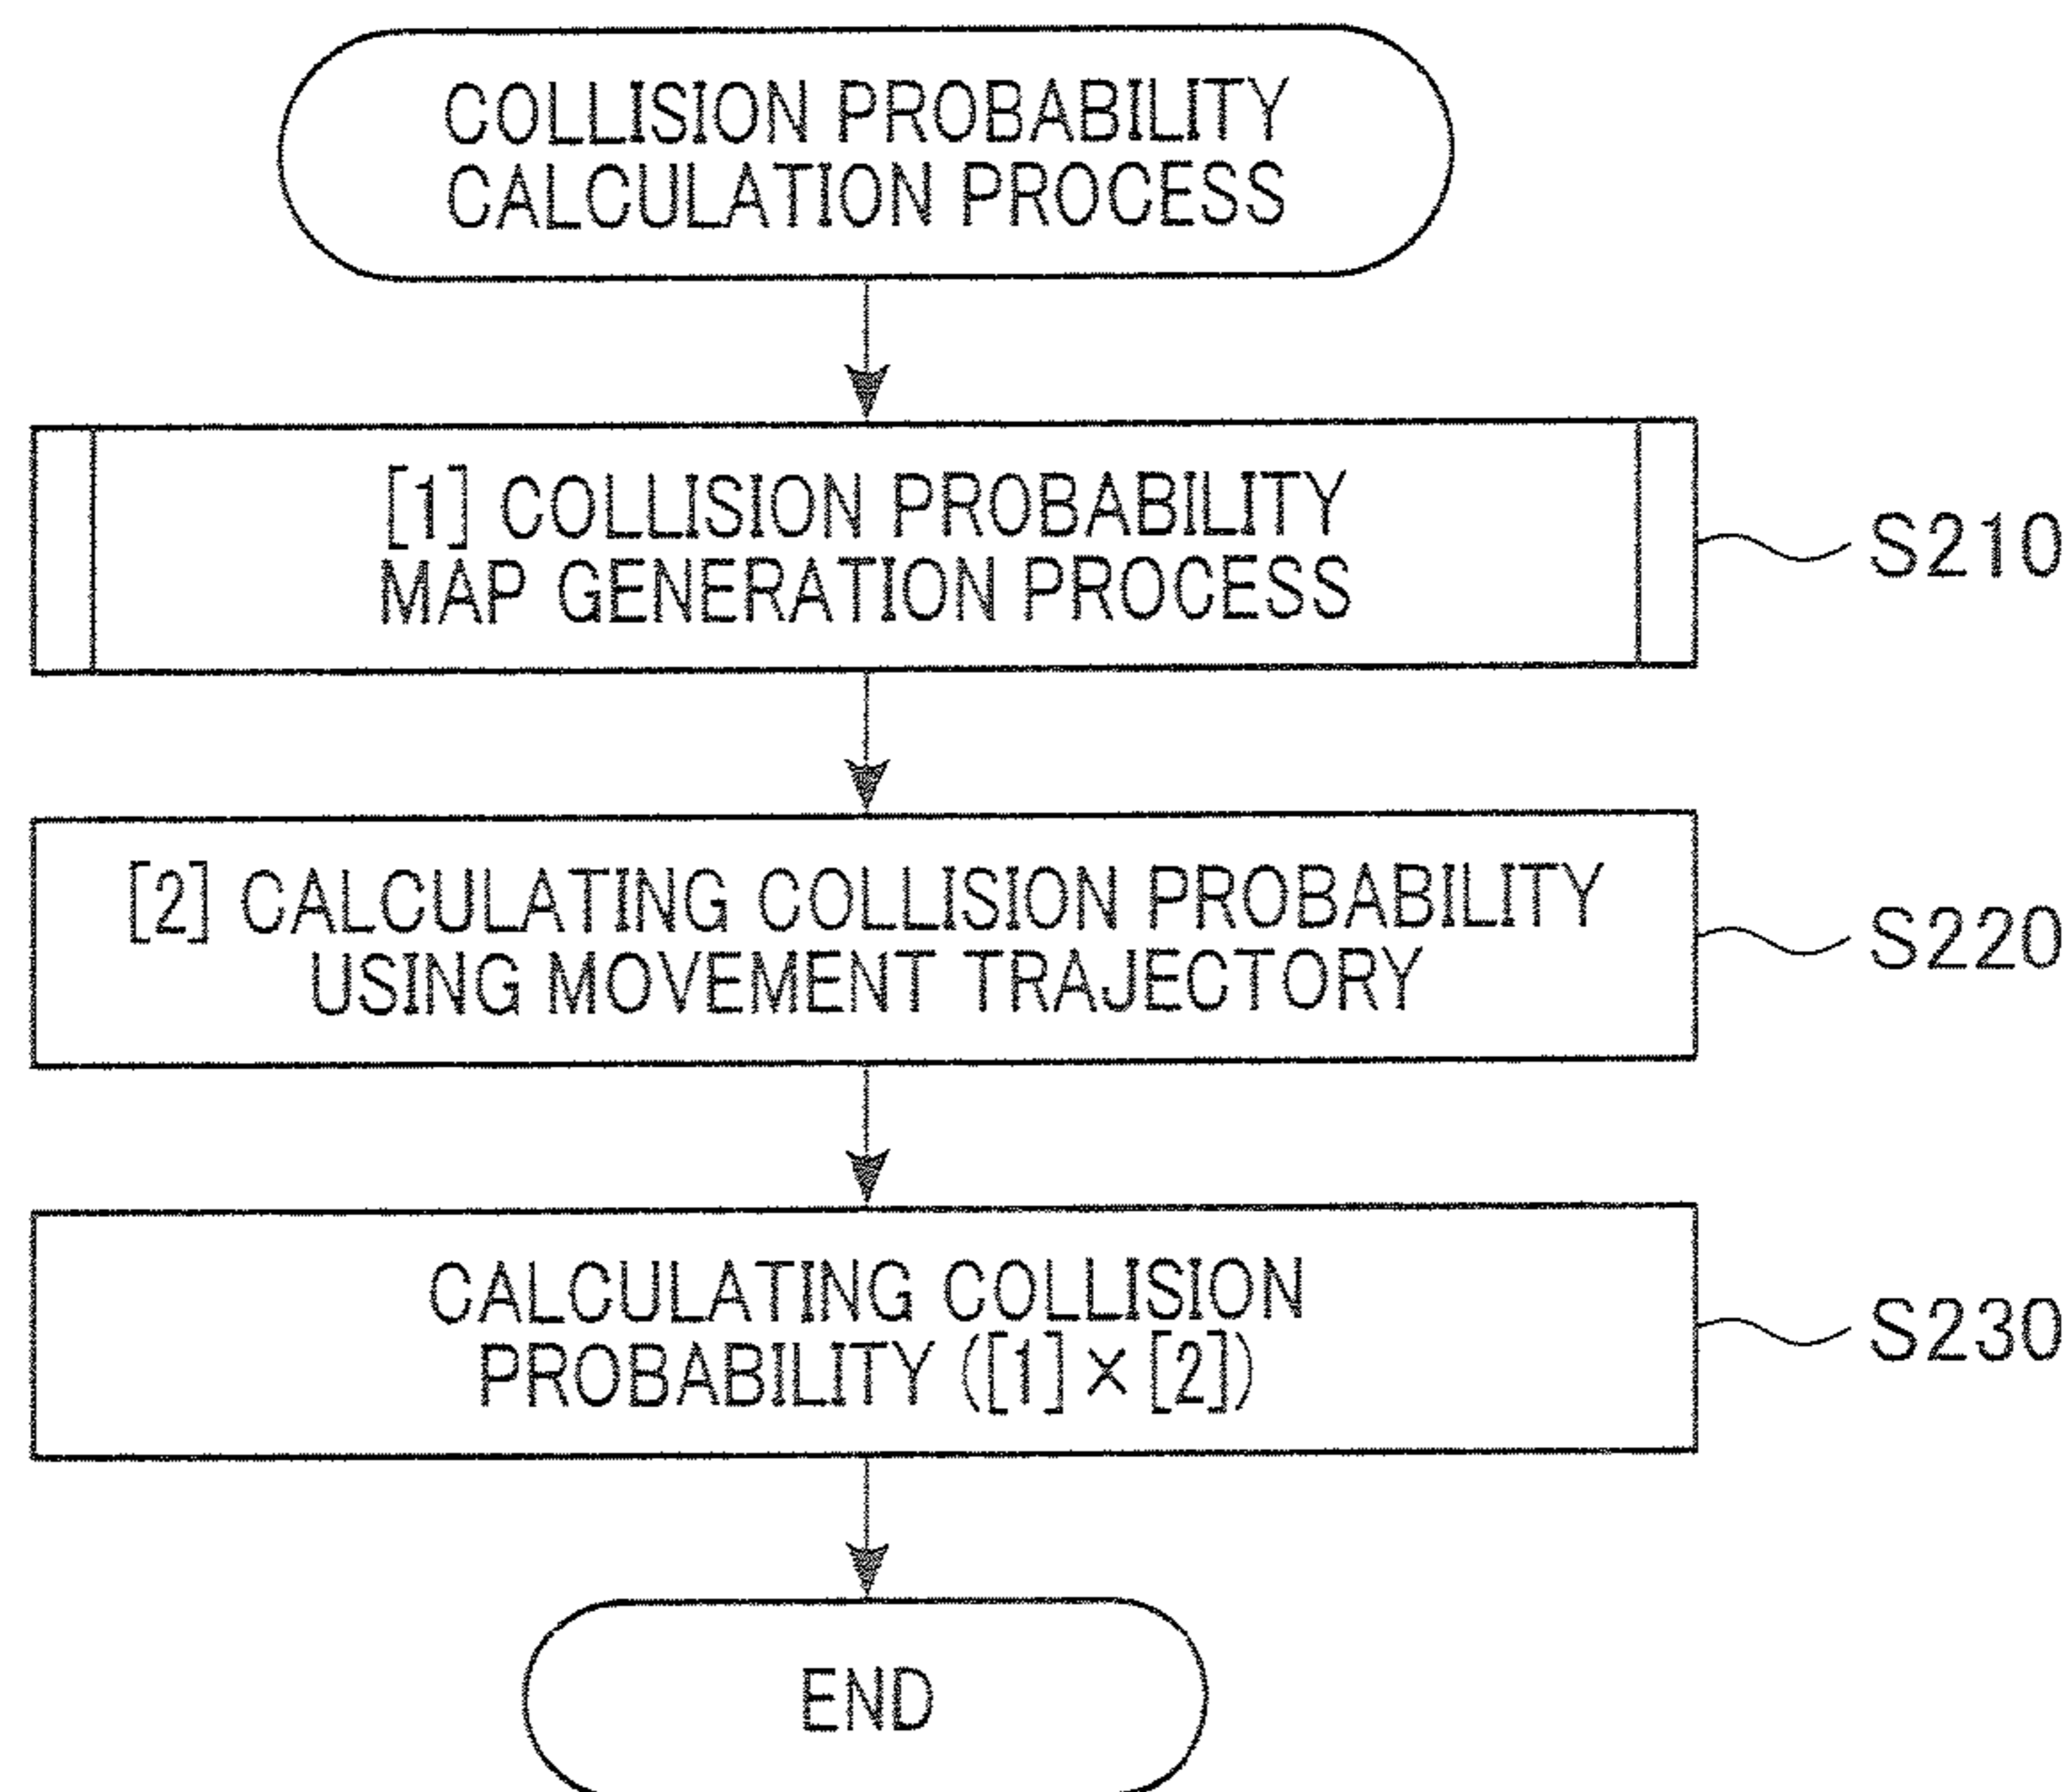 COLLISION PROBABILITY
CALCULATION PROCESS
[1] COLLISION PROBABILITY
MAP GENERATION PROCESS
S210
[2] CALCULATING COLLISION PROBABILITY
USING MOVEMENT TRAJECTORY
S220
CALCULATING COLLISION
PROBABILITY ([1]×[2])
S230
END